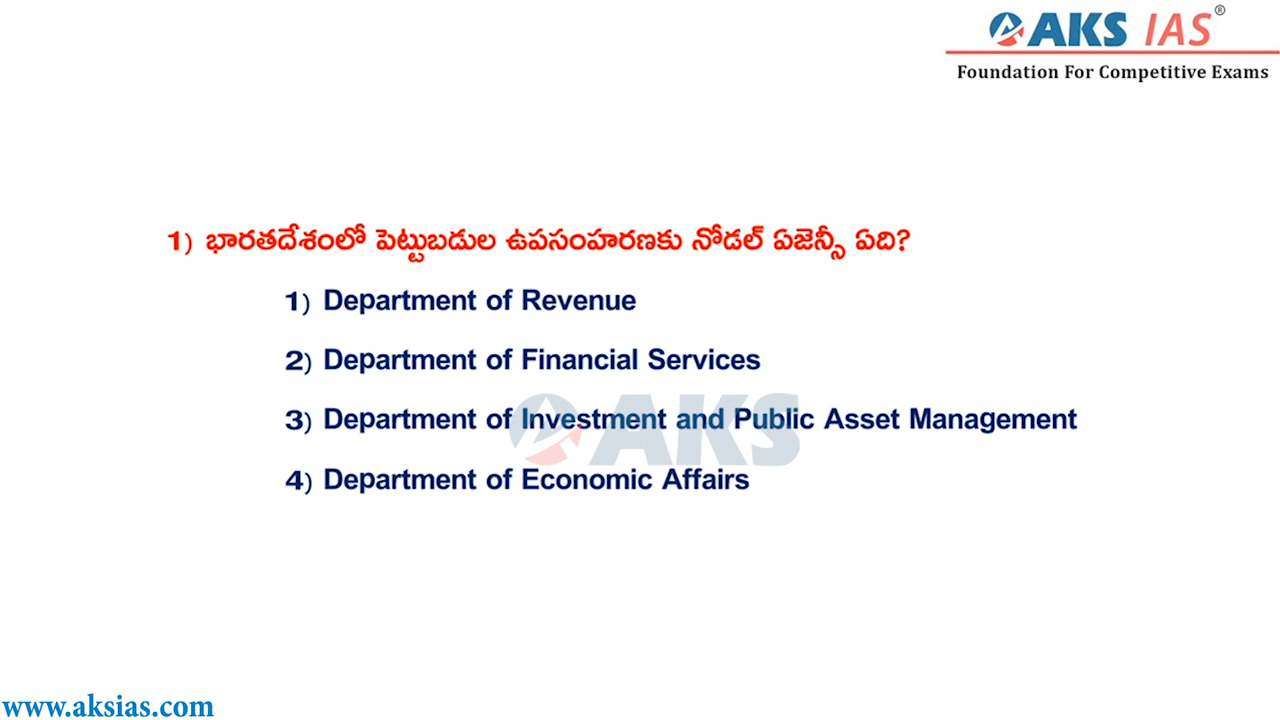 AKS IAS®
Foundation For Competitive Exams
1) భారతదేశంలో పెట్టుబడుల ఉపసంహరణకు నోడల్ ఏజెన్సీ ఏది?
1) Department of Revenue
2) Department of Financial Services
3) Department of Investment and Public Asset Management
AKS
4) Department of Economic Affairs
www.aksias.com